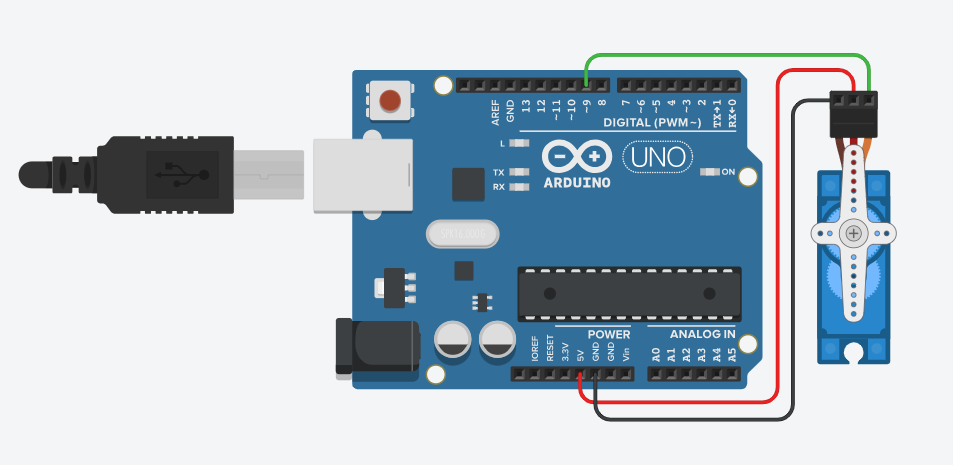 AREF
GND
13
12
~11
~10
~9
8
7
~6
~5
4
~3
2
TX→1
RX←0
DIGITAL (PWM~)
L
TX
RX
ARDUINO
UNO
ON
POWER
ANALOG IN
IOREF
RESET
3.3V
5V
GND
GND
Vin
A0
A1
A2
A3
A4
A5